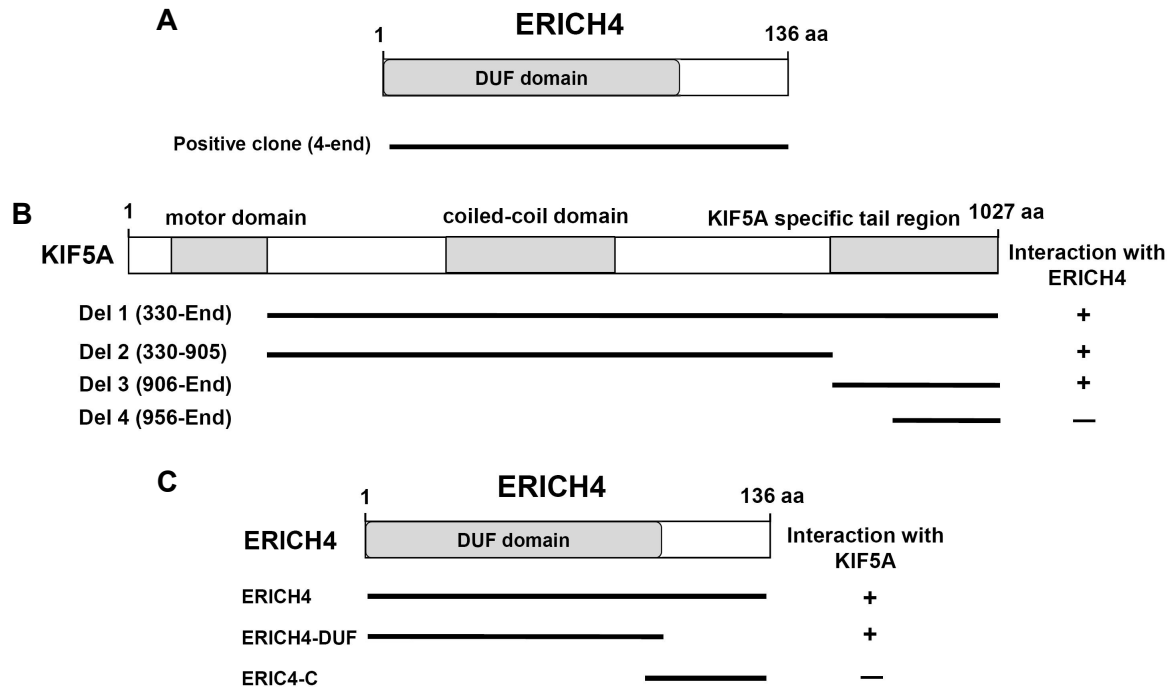 A
ERICH4
1
136 aa
DUF domain
Positive clone (4-end)
B
1
motor domain
coiled-coil domain
KIF5A specific tail region
1027 aa
KIF5A
Interaction with
ERICH4
Del 1 (330-End)
+
Del 2 (330-905)
+
Del 3 (906-End)
+
Del 4 (956-End)
—
C
ERICH4
1
136 aa
ERICH4
DUF domain
Interaction with
KIF5A
ERICH4
+
ERICH4-DUF
+
ERIC4-C
—